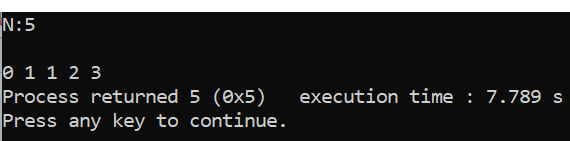 N:5
0 1 1 2 3
Process returned 5 (0x5)   execution time : 7.789 s
Press any key to continue.